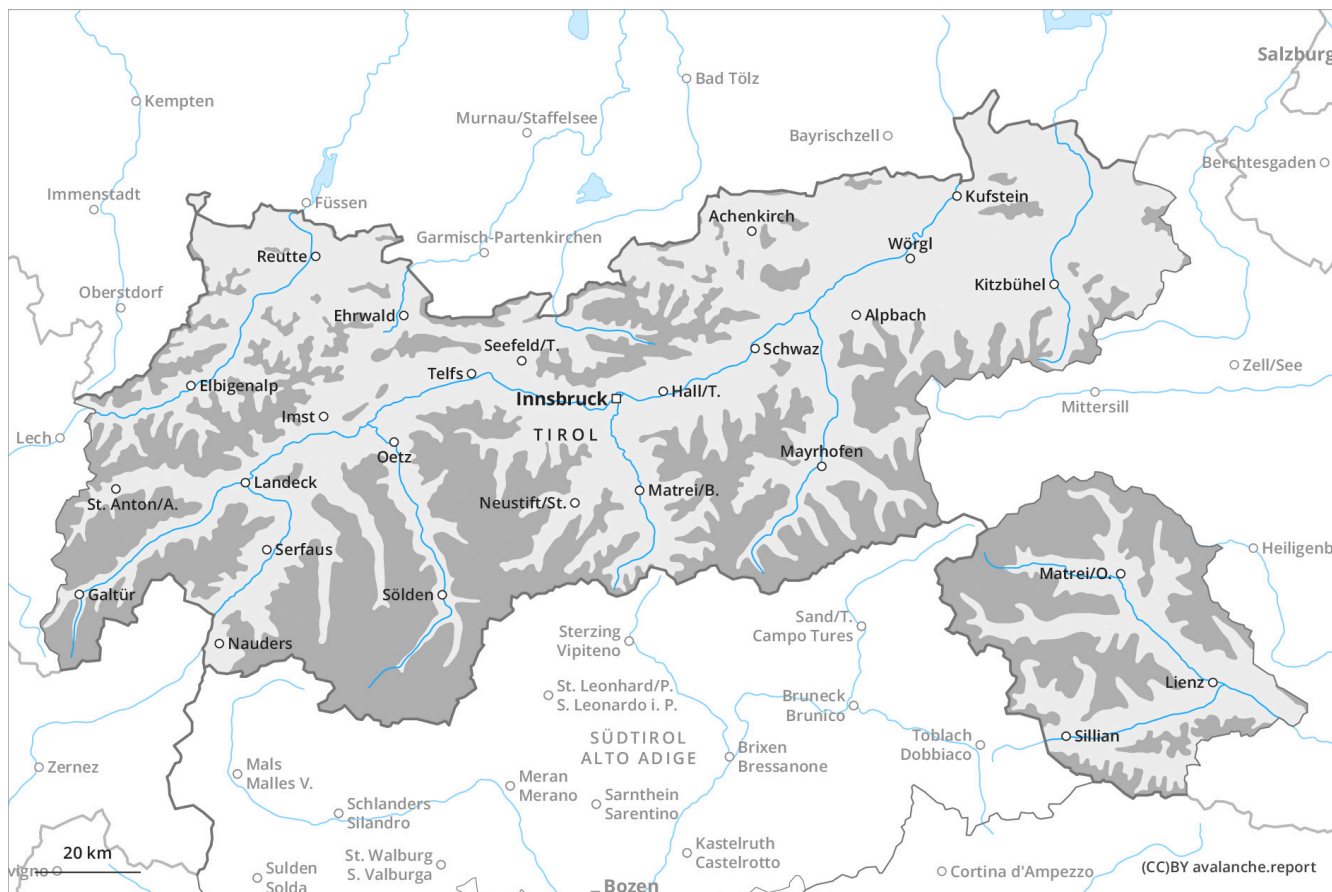 Salzburg
Kempten
Bad Tölz
Murnau/Staffelsee
Bayrischzell
Berchtesgaden
Immenstadt
Füssen
Kufstein
Achenkirch
Garmisch-Partenkirchen
Wörgl
Reutte
Oberstdorf
Kitzbühel
Ehrwald
Alpbach
Seefeld/T.
Schwaz
Telfs
Zell/See
Elbigenalp
Innsbruck
Hall/T.
Mittersill
Imst
TIROL
Lech
Oetz
Mayrhofen
Landeck
Matrei/B.
St. Anton/A.
Neustift/St.
Serfaus
Heiligenb
Matrei/O.
Galtür
Sölden
Sand/T.
Campo Tures
Sterzing
Vipiteno
Nauders
St. Leonhard/P.
S. Leonardo i. P.
Lienz
Bruneck
Brunico
SÜDTIROL
ALTO ADIGE
Sillian
Toblach
Dobbiaco
Brixen
Bressanone
Zernez
Mals
Malles V.
Meran
Merano
Sarnthein
Sarentino
Schlanders
Silandro
Kastelruth
Castelrotto
20 km
St. Walburg
S. Valburga
vigno
Sulden
Solda
Cortina d'Ampezzo
(CC)BY avalanche.report
Bozen